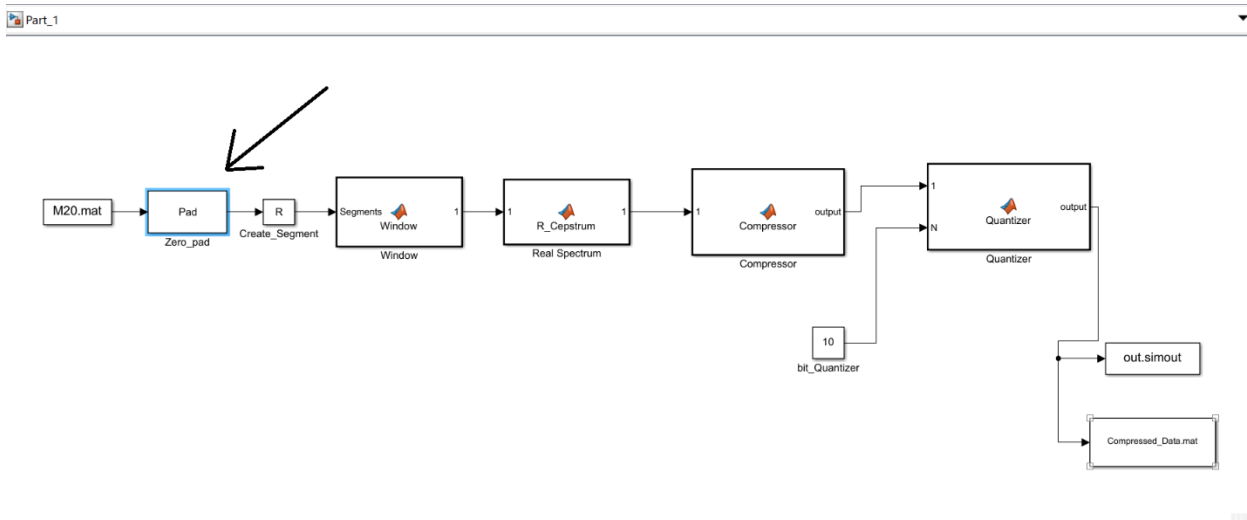 Part_1
M20.mat
Pad
Zero_pad
R
Create_Segment
Segments
Window
1
Window
1
R_Cepstrum
1
Real Spectrum
1
Compressor
output
Compressor
1
N
Quantizer
output
Quantizer
10
bit_Quantizer
out.simout
Compressed_Data.mat